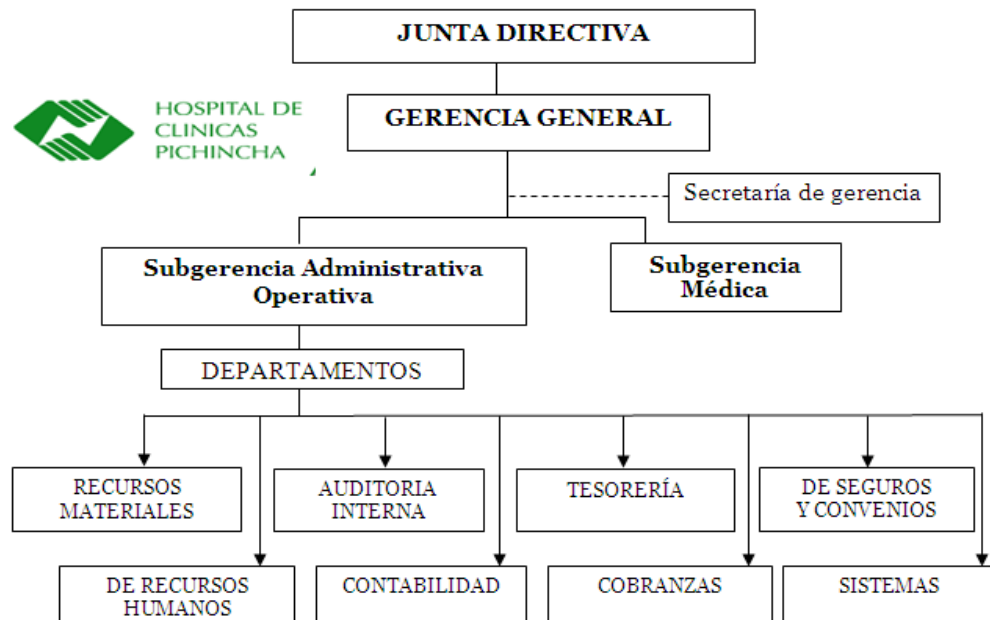 JUNTA DIRECTIVA
HOSPITAL DE
CLINICAS
PICHINCHA
GERENCIA GENERAL
Secretaría de gerencia
Subgerencia Administrativa
Operativa
Subgerencia
Médica
DEPARTAMENTOS
RECURSOS
MATERIALES
AUDITORIA
INTERNA
TESORERÍA
DE SEGUROS
Y CONVENIOS
DE RECURSOS
HUMANOS
CONTABILIDAD
COBRANZAS
SISTEMAS